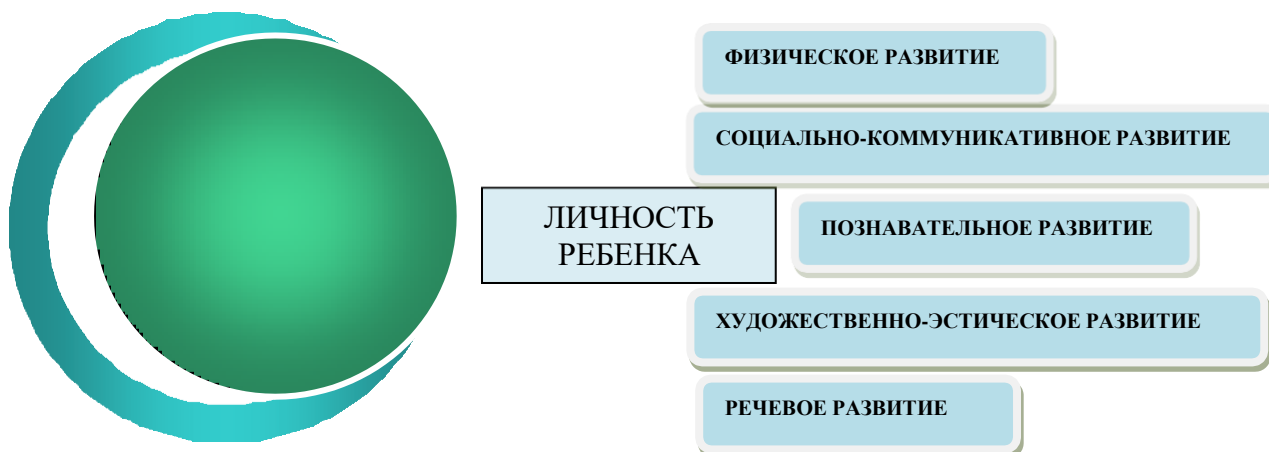 ФИЗИЧЕСКОЕ РАЗВИТИЕ
СОЦИАЛЬНО-КОММУНИКАТИВНОЕ РАЗВИТИЕ
ЛИЧНОСТЬ
РЕБЕНКА
ПОЗНАВАТЕЛЬНОЕ РАЗВИТИЕ
ХУДОЖЕСТВЕННО-ЭСТИЧЕСКОЕ РАЗВИТИЕ
РЕЧЕВОЕ РАЗВИТИЕ